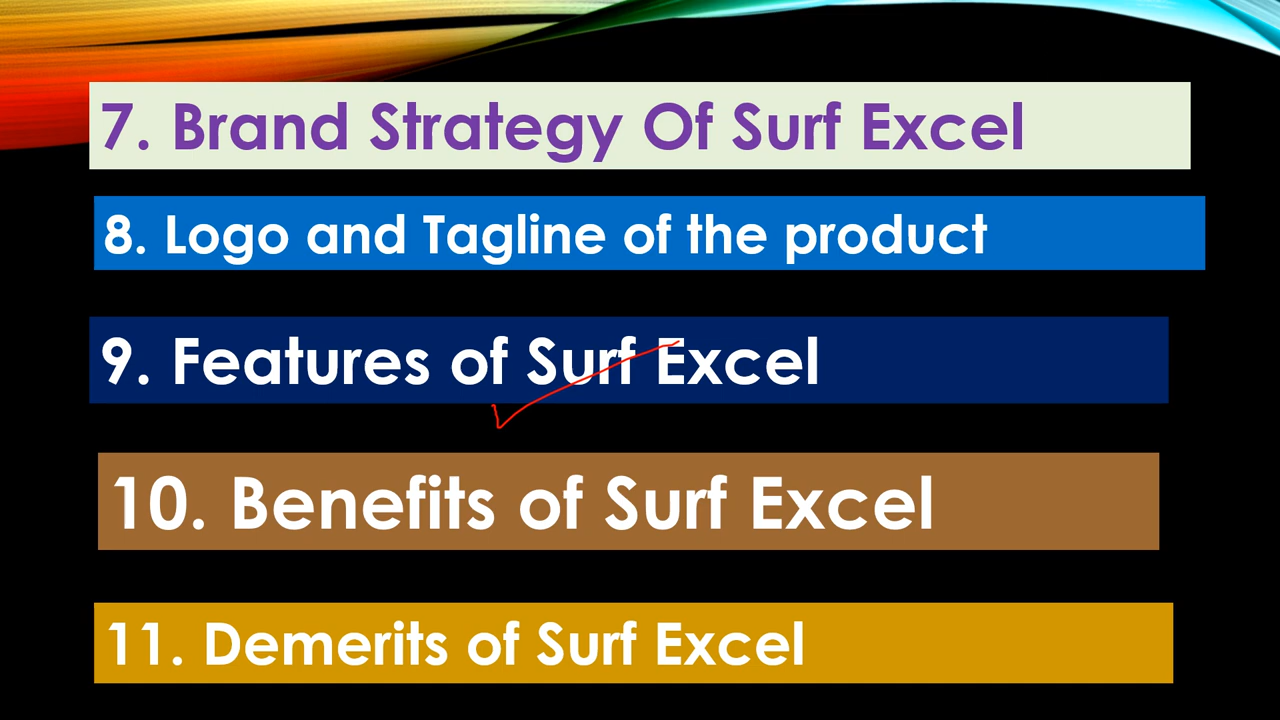 7. Brand Strategy Of Surf Excel
8. Logo and Tagline of the product
9. Features of Surf Excel
10. Benefits of Surf Excel
11. Demerits of Surf Excel